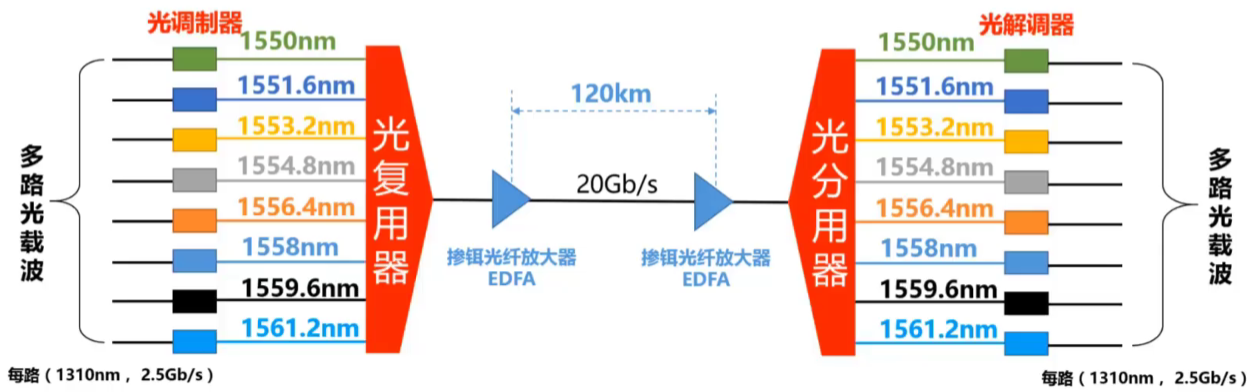 光调制器
1550nm
1551.6nm
1553.2nm
1554.8nm
1556.4nm
1558nm
1559.6nm
1561.2nm
多路光载波
每路（1310nm ，2.5Gb/s）
光复用器
120km
20Gb/s
掺铒光纤放大器
EDFA
掺铒光纤放大器
EDFA
光分用器
光解调器
1550nm
1551.6nm
1553.2nm
1554.8nm
1556.4nm
1558nm
1559.6nm
1561.2nm
多路光载波
每路（1310nm ，2.5Gb/s）